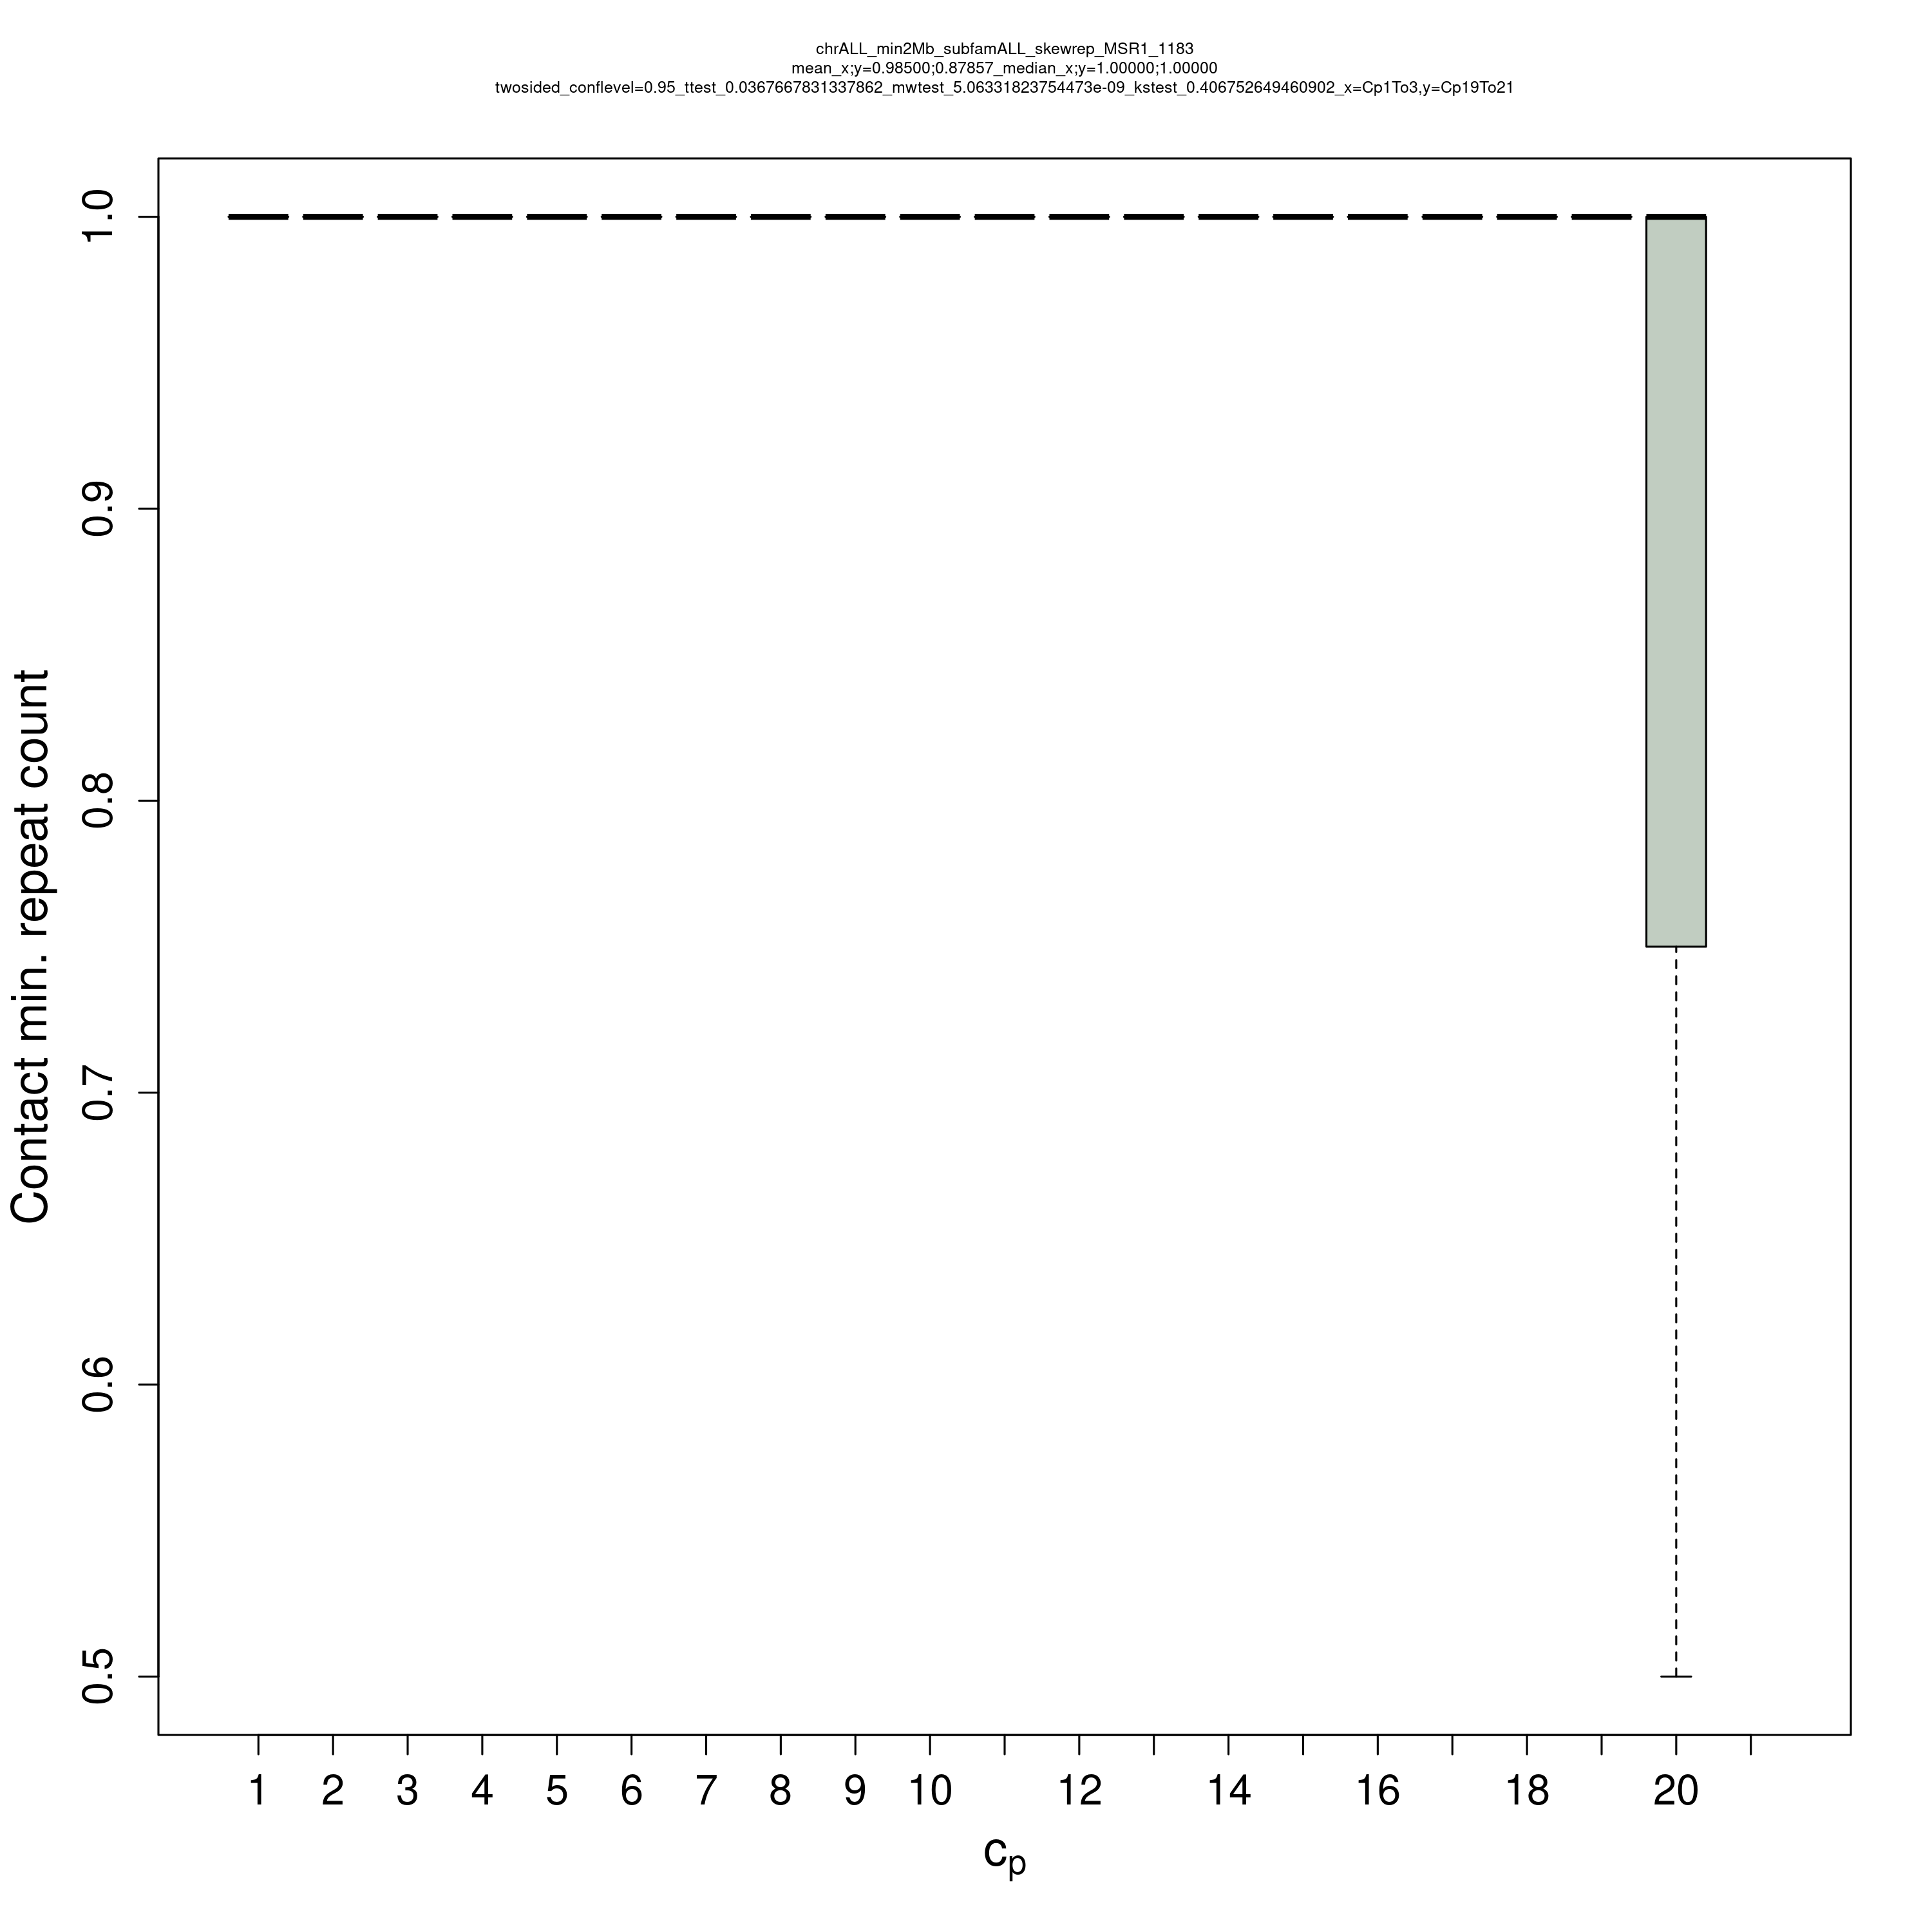 chrALL_min2Mb_subfamALL_skewrep_MSR1_1183
mean_x;y=0.98500;0.87857_median_x;y=1.00000;1.00000
twosided_conflevel=0.95_ttest_0.0367667831337862_mwtest_5.06331823754473e-09_kstest_0.406752649460902_x=Cp1To3,y=Cp19To21
1.0
0.9
0.8
0.7
0.6
0.5
Contact min. repeat count
1 2 3 4 5 6 7 8 9 10 12 14 16 18 20
cp